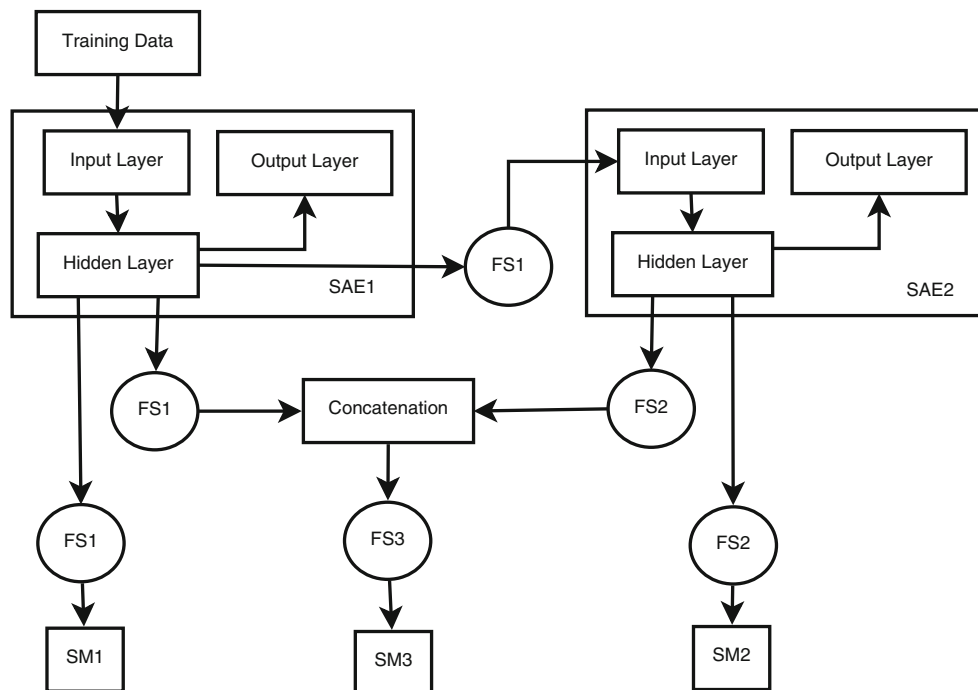 Training Data
Input Layer
Output Layer
Hidden Layer
SAE1
FS1
Input Layer
Output Layer
Hidden Layer
SAE2
FS1
Concatenation
FS2
FS1
FS3
FS2
SM1
SM3
SM2